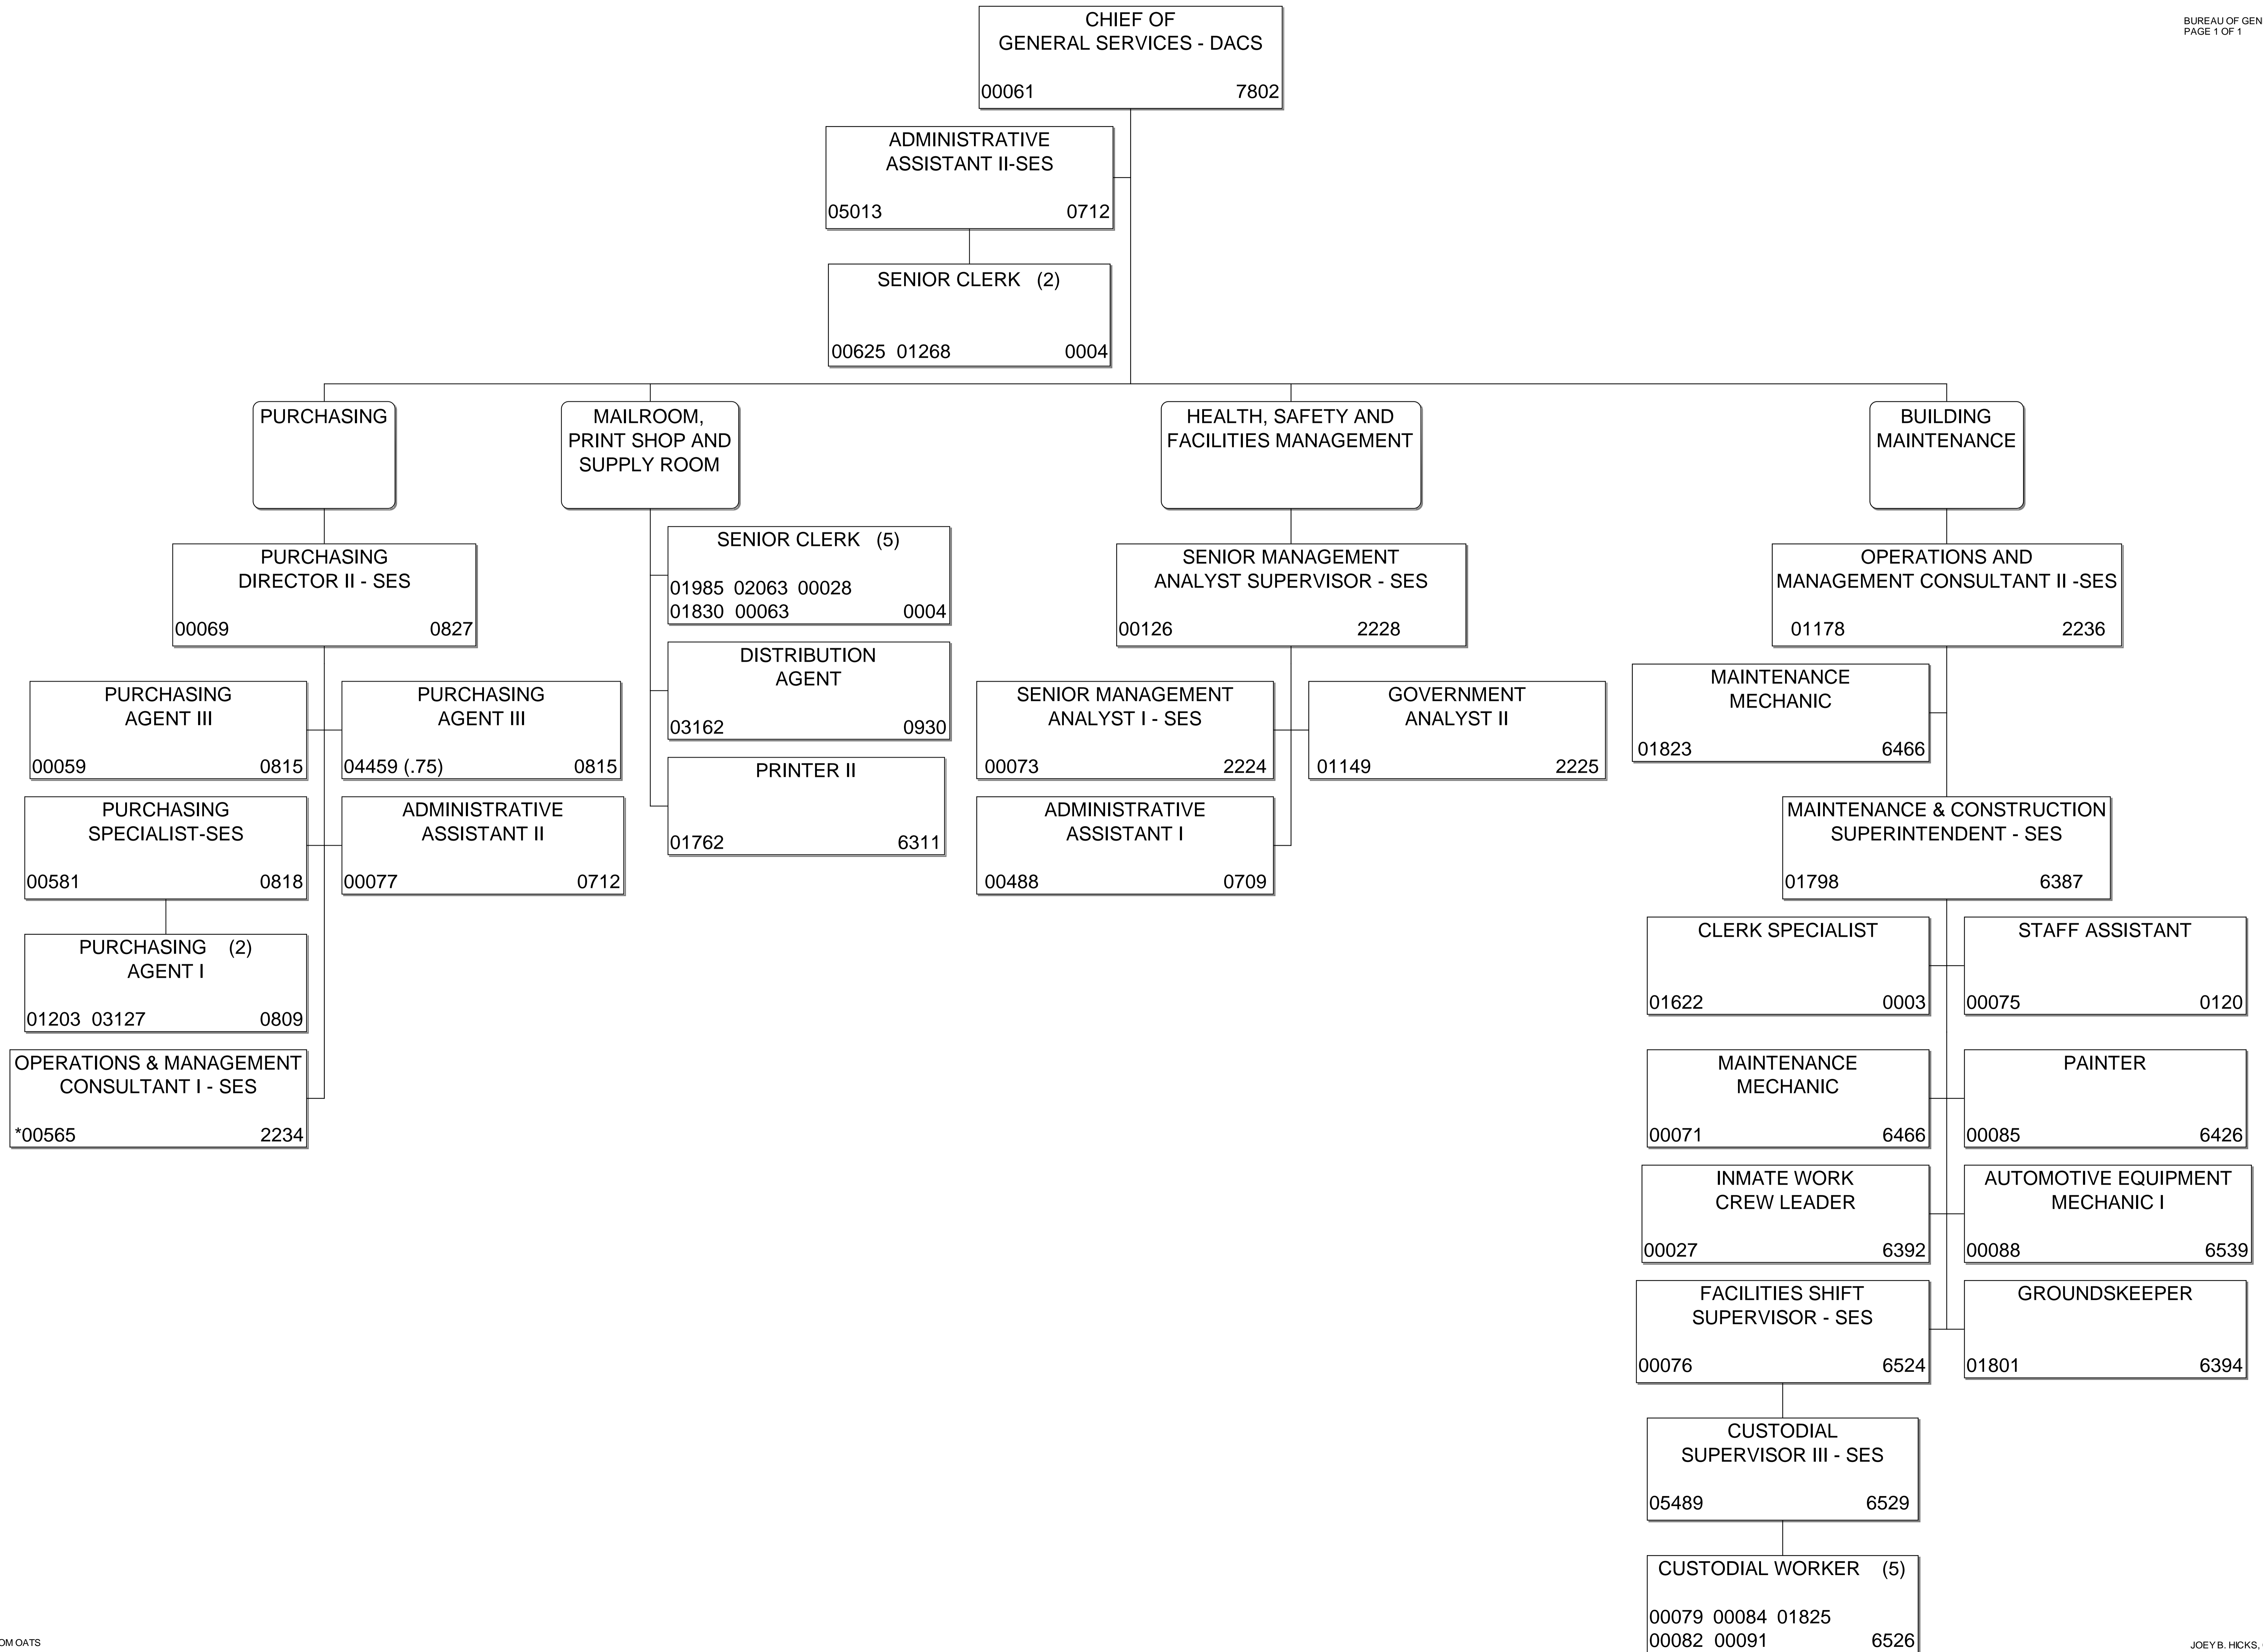 BUREAU OF GEN
PAGE 1 OF 1
CHIEF OF
GENERAL SERVICES - DACS
00061 7802
ADMINISTRATIVE
ASSISTANT II-SES
05013 0712
SENIOR CLERK (2)
00625 01268 0004
PURCHASING
MAILROOM,
PRINT SHOP AND
SUPPLY ROOM
HEALTH, SAFETY AND
FACILITIES MANAGEMENT
BUILDING
MAINTENANCE
PURCHASING
DIRECTOR II - SES
00069 0827
PURCHASING
AGENT III
00059 0815
PURCHASING
AGENT III
04459 (.75) 0815
PURCHASING
SPECIALIST-SES
00581 0818
ADMINISTRATIVE
ASSISTANT II
00077 0712
PURCHASING (2)
AGENT I
01203 03127 0809
OPERATIONS & MANAGEMENT
CONSULTANT I - SES
*00565 2234
SENIOR CLERK (5)
01985 02063 00028
01830 00063 0004
DISTRIBUTION
AGENT
03162 0930
PRINTER II
01762 6311
SENIOR MANAGEMENT
ANALYST SUPERVISOR - SES
00126 2228
SENIOR MANAGEMENT
ANALYST I - SES
00073 2224
GOVERNMENT
ANALYST II
01149 2225
ADMINISTRATIVE
ASSISTANT I
00488 0709
OPERATIONS AND
MANAGEMENT CONSULTANT II -SES
01178 2236
MAINTENANCE
MECHANIC
01823 6466
MAINTENANCE & CONSTRUCTION
SUPERINTENDENT - SES
01798 6387
CLERK SPECIALIST
01622 0003
STAFF ASSISTANT
00075 0120
MAINTENANCE
MECHANIC
00071 6466
PAINTER
00085 6426
INMATE WORK
CREW LEADER
00027 6392
AUTOMOTIVE EQUIPMENT
MECHANIC I
00088 6539
FACILITIES SHIFT
SUPERVISOR - SES
00076 6524
GROUNDSKEEPER
01801 6394
CUSTODIAL
SUPERVISOR III - SES
05489 6529
CUSTODIAL WORKER (5)
00079 00084 01825
00082 00091 6526
OM OATS
JOEY B. HICKS,